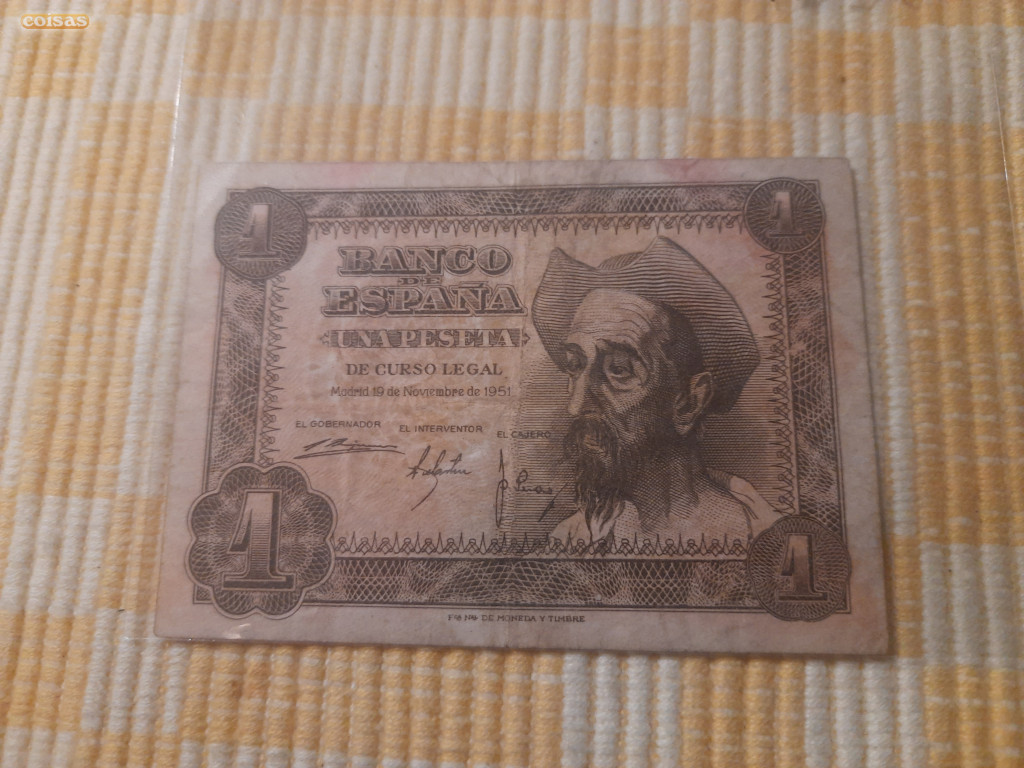 coisas
1
1
BANCO
DE
ESPAÑA
UNA PESETA
DE CURSO LEGAL
Madrid 19 de Noviembre de 1951
EL GOBERNADOR EL INTERVENTOR EL CAJERO
1
1
DE MONEDA Y TIMBRE